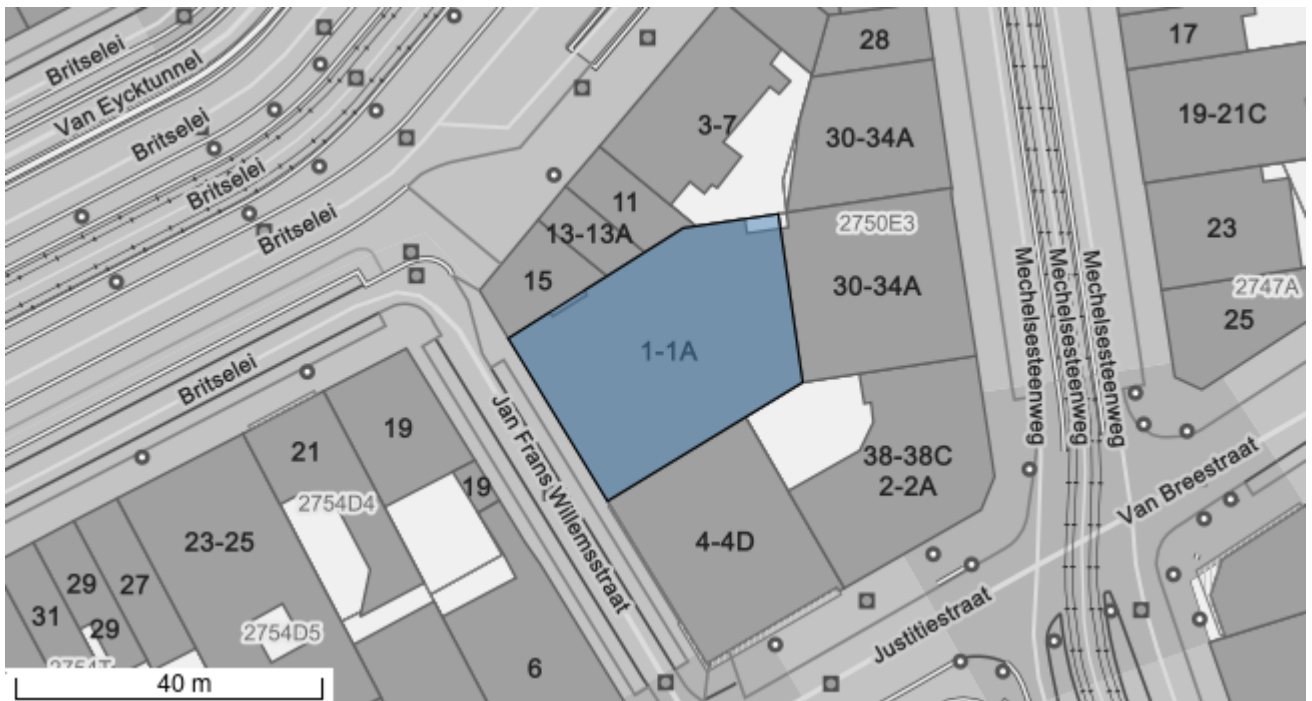 Britselei
Van Eycktunnel
Britselei
Britselei
Britselei
Britselei
3-7
28
30-34A
2750E3
30-34A
11
13-13A
15
1-1A
17
19-21C
23
2747A
25
Mechelsesteenweg
Mechelsesteenweg
Mechelsesteenweg
Jan Frans Willemsstraat
Van Breestraat
Justitiestraat
38-38C
2-2A
4-4D
19
21
19
2754D4
23-25
27
29
29
31
2754D5
6
40 m